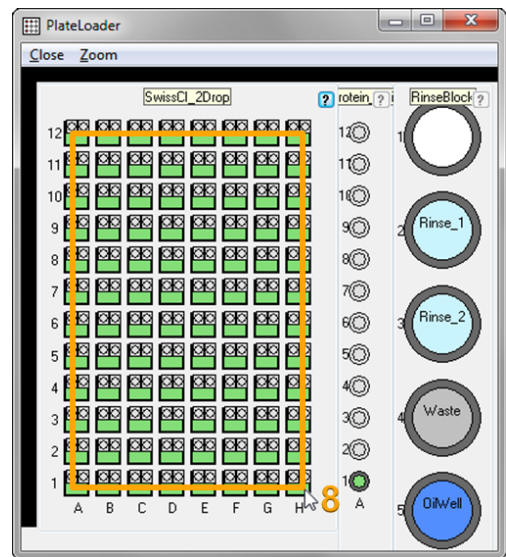 PlateLoader
Close Zoom
SwissCI_2Drop ? rotein_ ? RinseBlock ?
12 12 1
11 11
10 10
9 9 2 Rinse_1
8 8
7 7
6 6 3 Rinse_2
5 5
4 4
3 3 4 Waste
2 2
1 8 1
A B C D E F G H A
5 OilWell